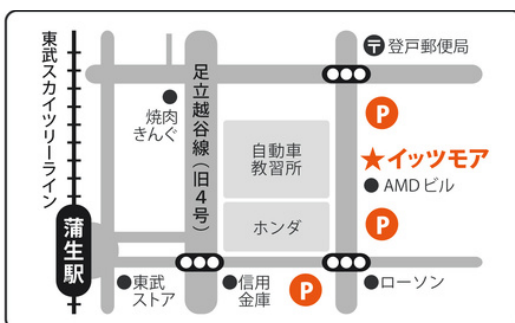 東武スカイツリーライン
蒲生駅
焼肉
きんぐ
足立越谷線(旧4号)
〒登戸郵便局
P
自動車
教習所
★イッツモア
●AMDビル
ホンダ
P
●東武
ストア
●信用
金庫
P
●ローソン